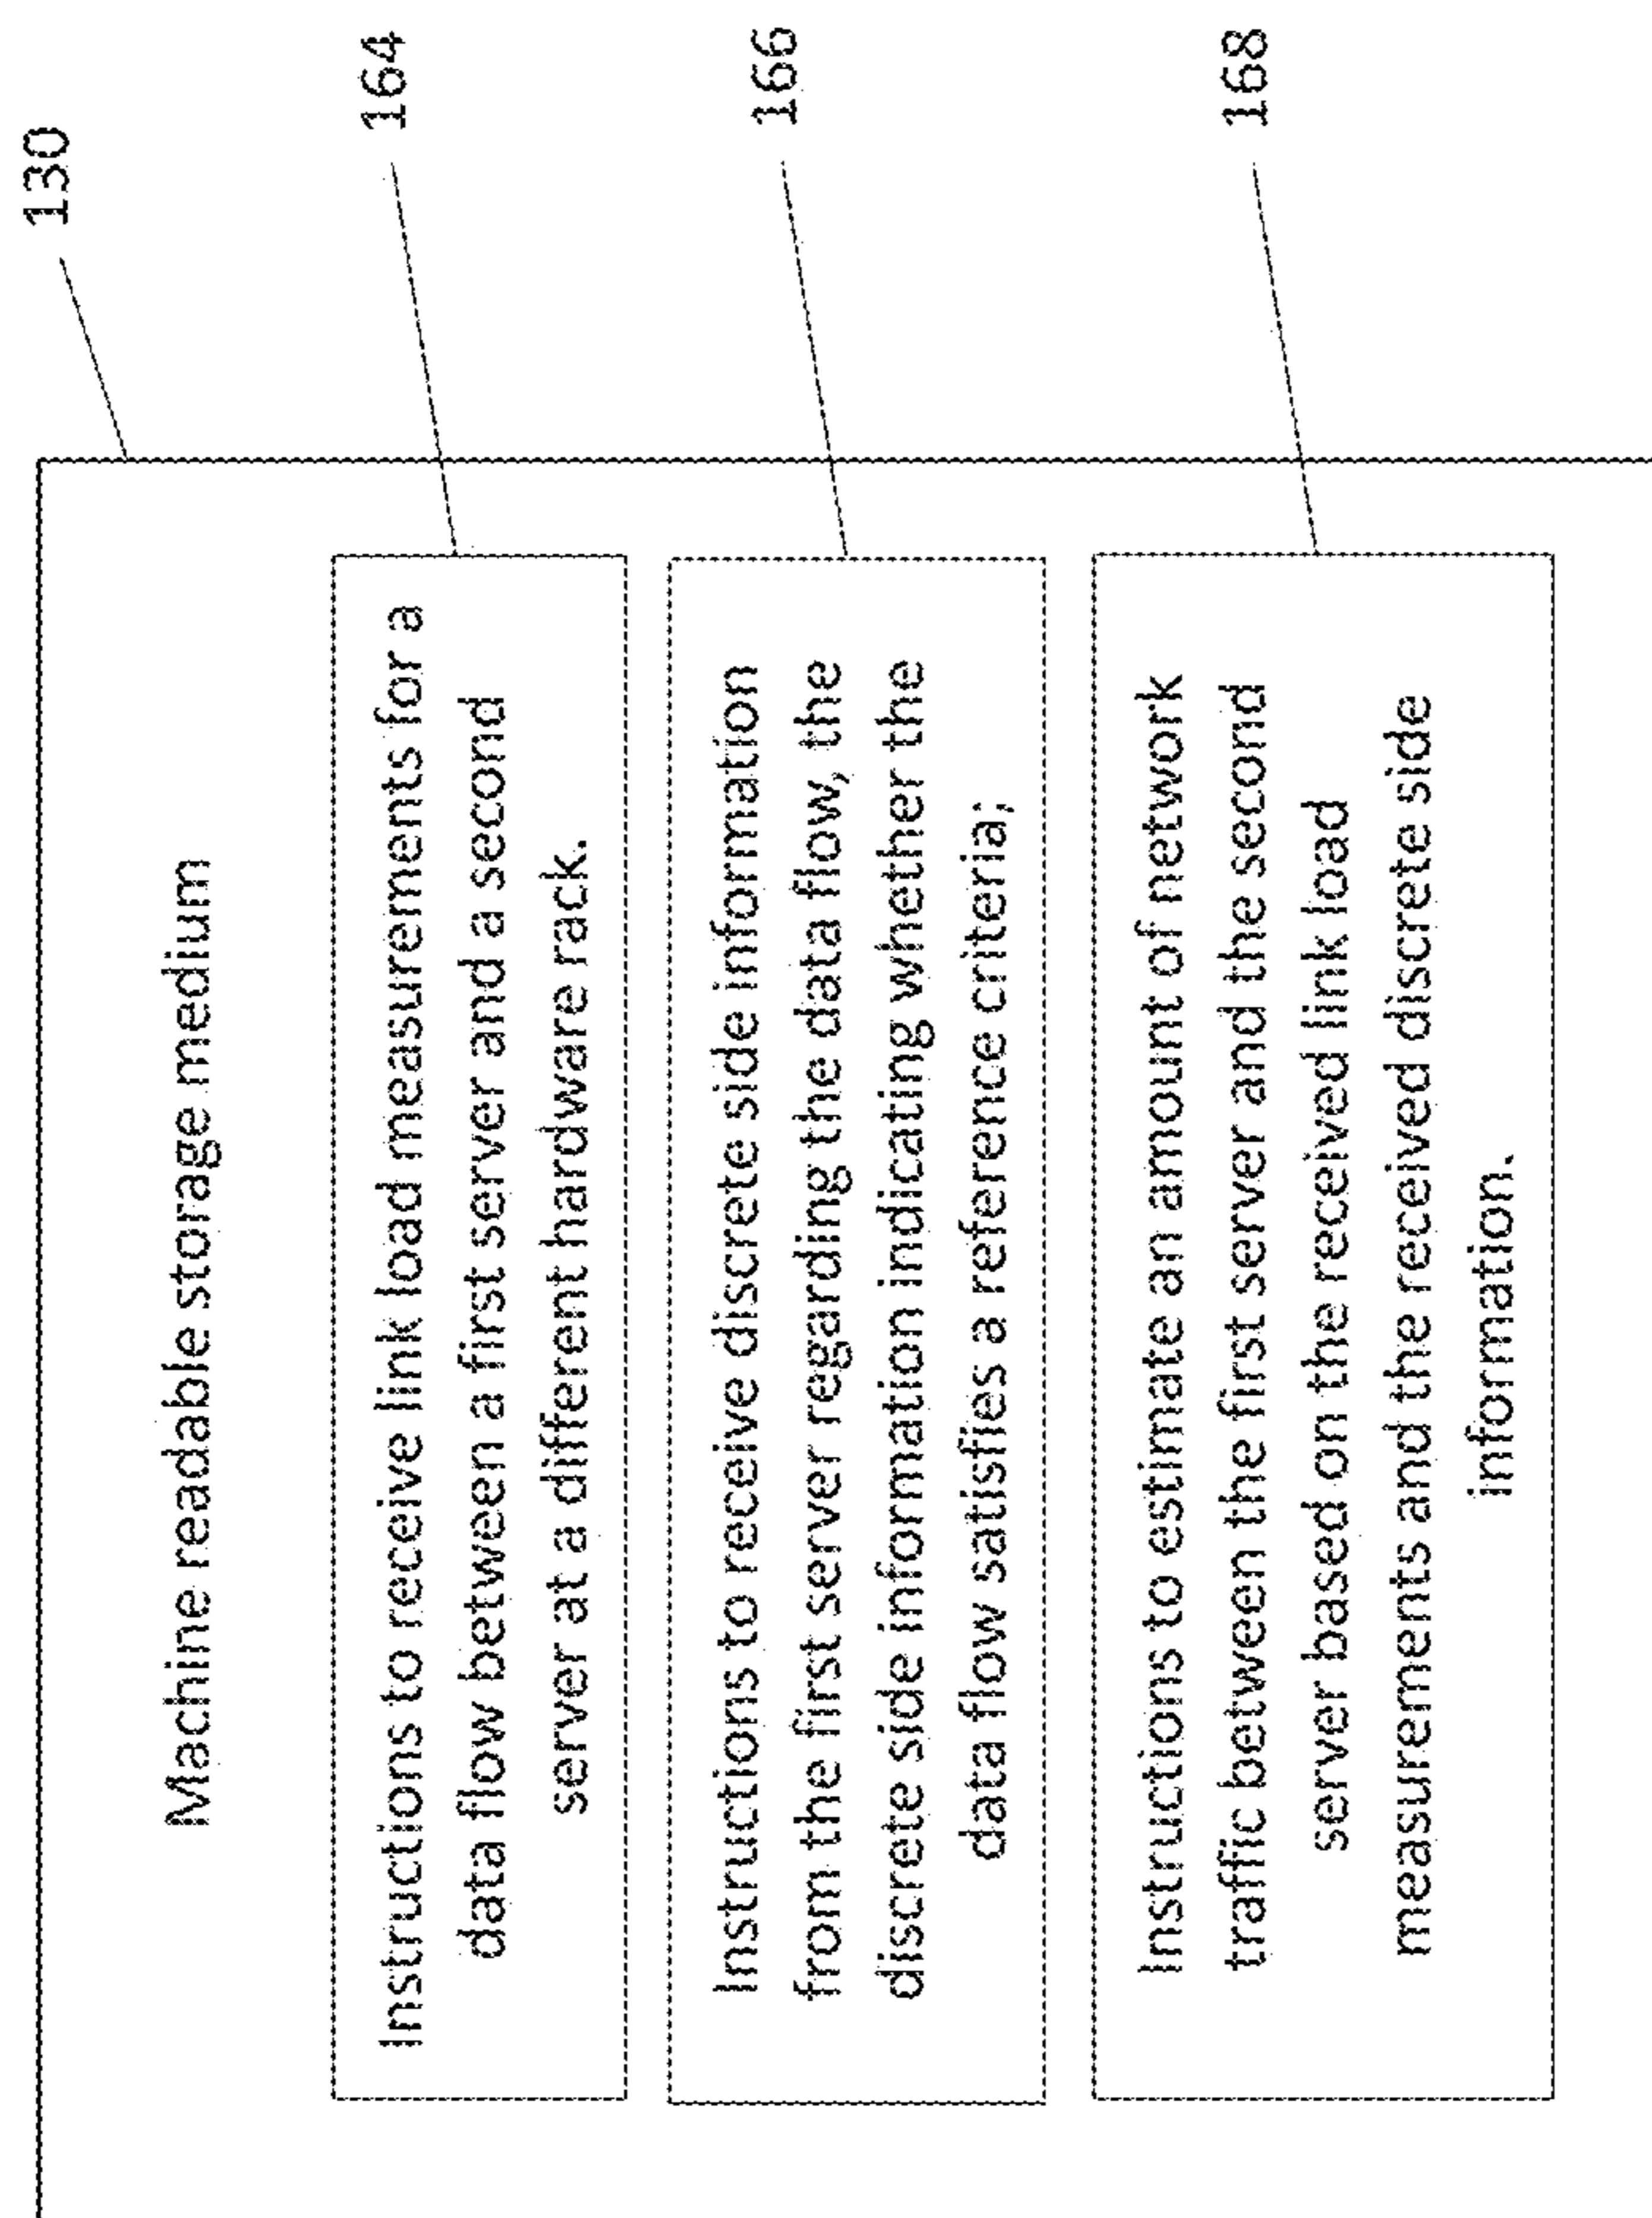 130
Machine readable storage medium
164
Instructions to receive link load measurements for a
data flow between a first server and a second
server at a different hardware rack.
166
Instructions to receive discrete side information
from the first server regarding the data flow, the
discrete side information indicating whether the
data flow satisfies a reference criteria;
168
Instructions to estimate an amount of network
traffic between the first server and the second
server based on the received link load
measurements and the received discrete side
information.